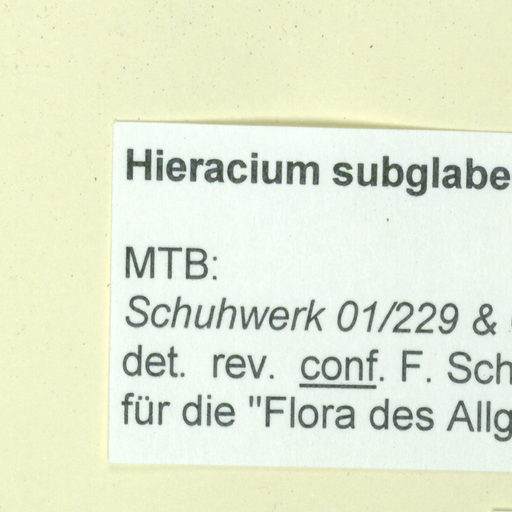 Hieracium subglabe
MTB:
Schuhwerk 01/229 &
det. rev. conf. F. Sch
für die "Flora des Allg